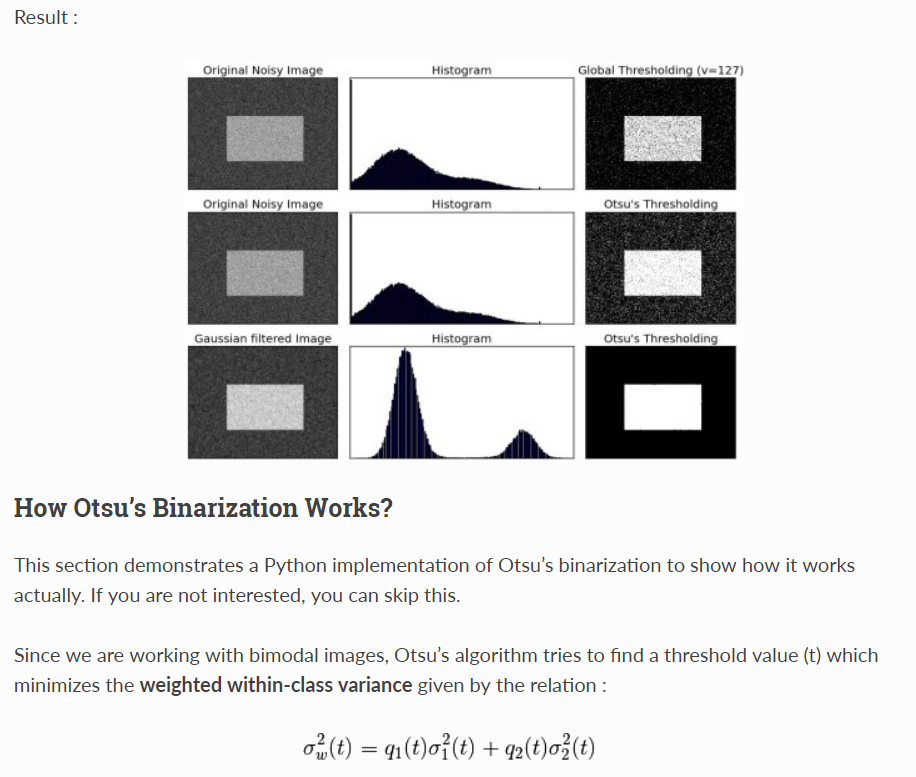 Result :
Original Noisy Image Histogram Global Thresholding (v=127)
Original Noisy Image Histogram Otsu's Thresholding
Gaussian filtered Image Histogram Otsu's Thresholding
How Otsu’s Binarization Works?
This section demonstrates a Python implementation of Otsu’s binarization to show how it works
actually. If you are not interested, you can skip this.
Since we are working with bimodal images, Otsu’s algorithm tries to find a threshold value (t) which
minimizes the weighted within-class variance given by the relation :
σ²_w(t) = q₁(t)σ²₁(t) + q₂(t)σ²₂(t)